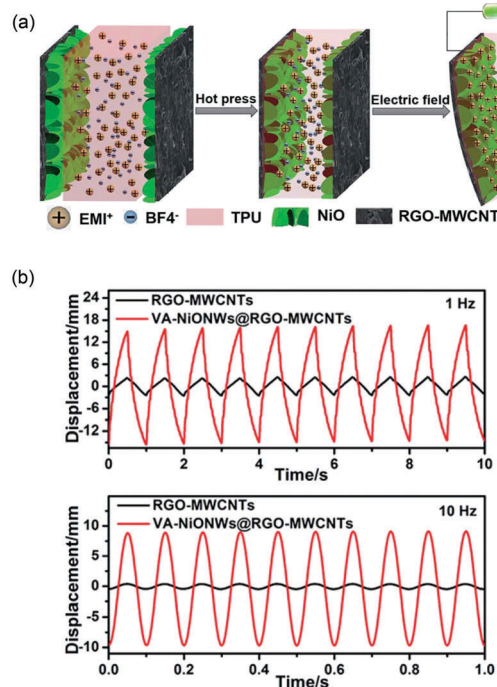 (a)
Hot press
Electric field
EMI+ BF4- TPU NiO RGO-MWCNT
(b)
Displacement/mm
24
18
12
6
0
-6
-12
RGO-MWCNTs
VA-NiONWs@RGO-MWCNTs
1 Hz
0 2 4 6 8 10
Time/s
Displacement/mm
10
5
0
-5
-10
RGO-MWCNTs
VA-NiONWs@RGO-MWCNTs
10 Hz
0.0 0.2 0.4 0.6 0.8 1.0
Time/s